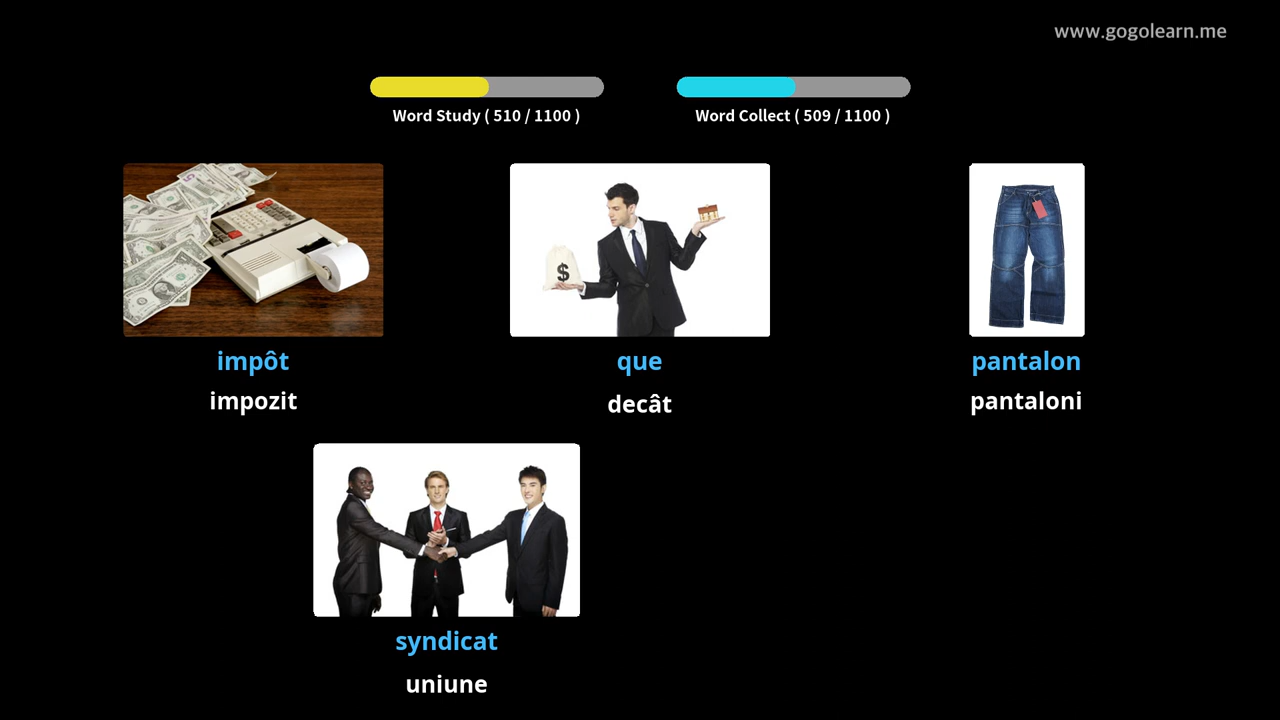 www.gogolearn.me
Word Study ( 510 / 1100 )
Word Collect ( 509 / 1100 )
$
impôt
que
pantalon
impozit
decât
pantaloni
syndicat
uniune